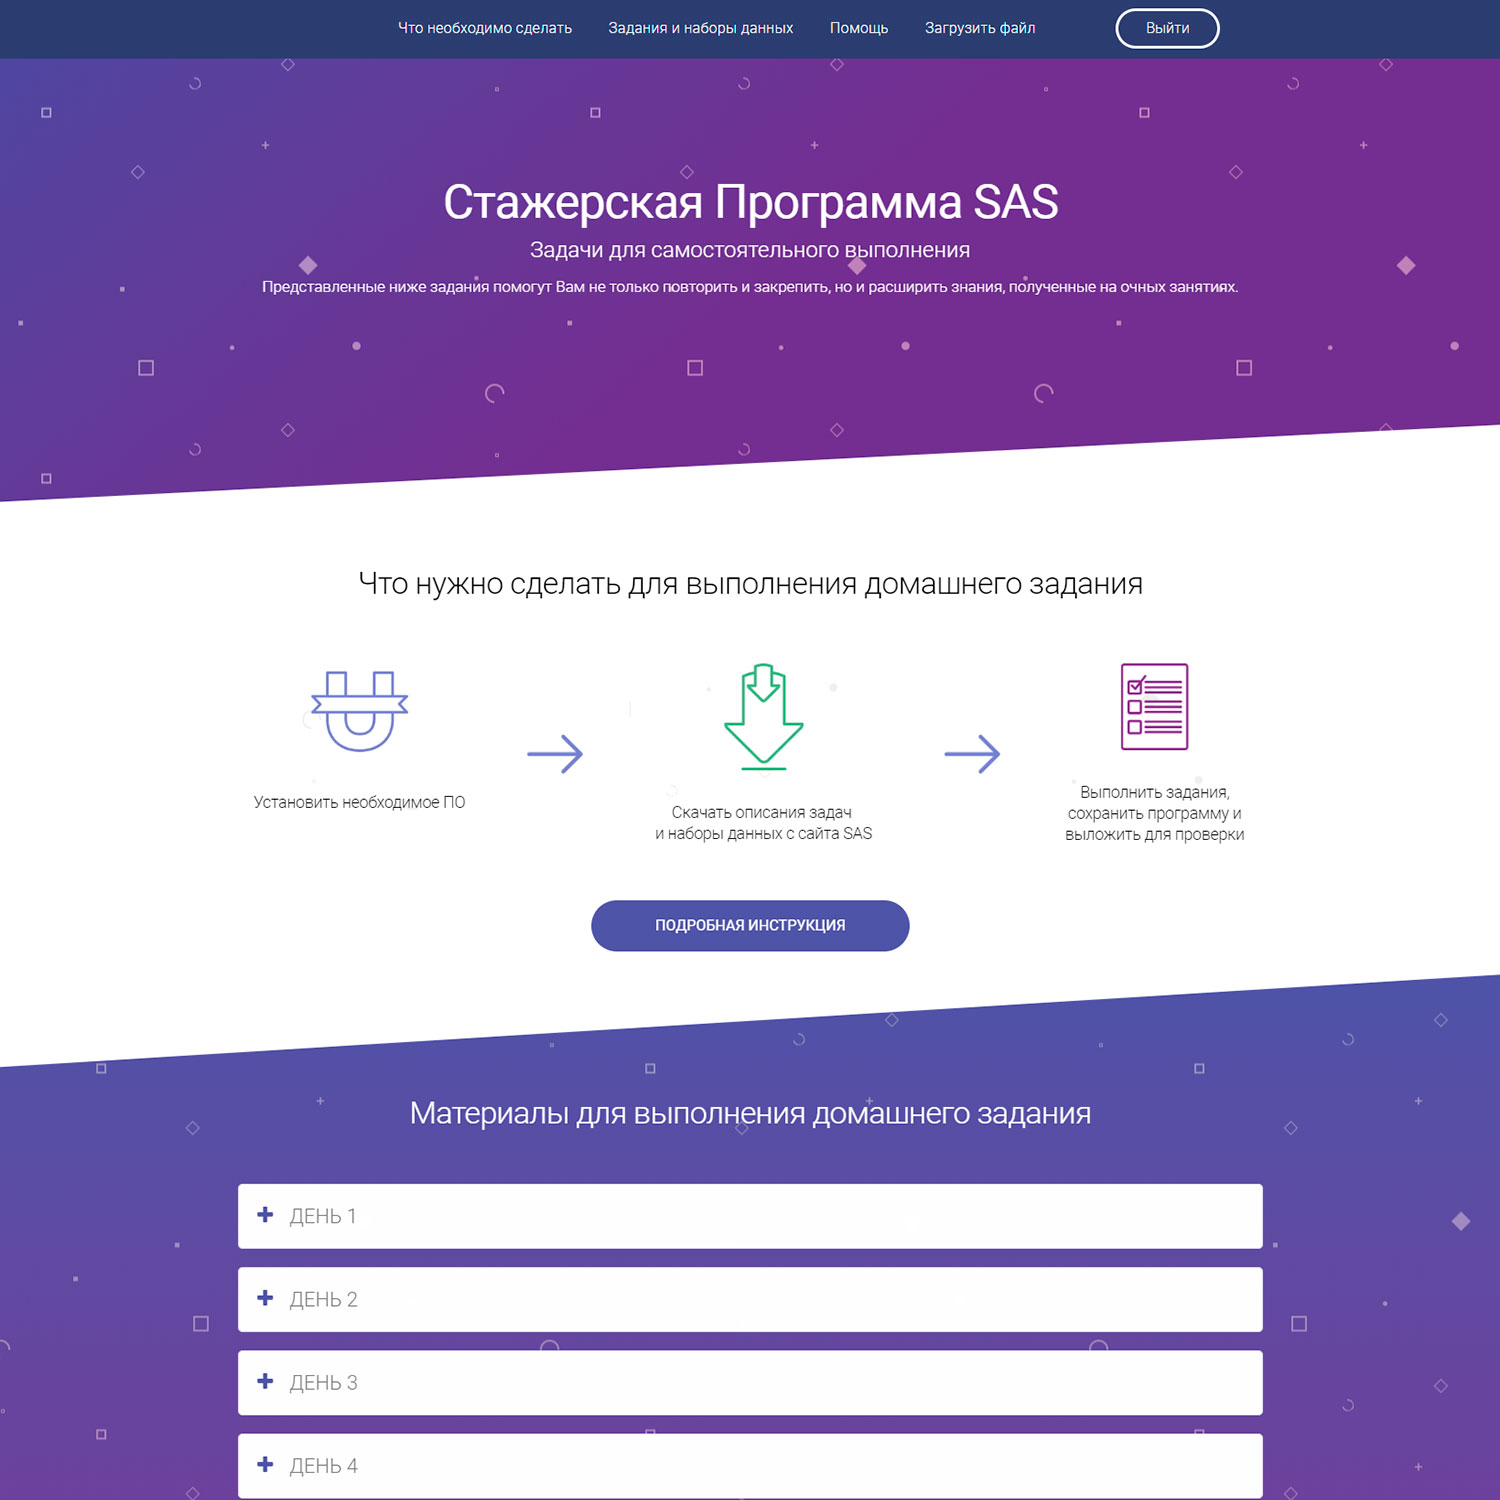 Что необходимо сделать
Задания и наборы данных
Помощь
Загрузить файл
Выйти
Стажерская Программа SAS
Задачи для самостоятельного выполнения
Представленные ниже задания помогут Вам не только повторить и закрепить, но и расширить знания, полученные на очных занятиях.
Что нужно сделать для выполнения домашнего задания
Установить необходимое ПО
Скачать описания задач
и наборы данных с сайта SAS
Выполнить задания,
сохранить программу и
выложить для проверки
ПОДРОБНАЯ ИНСТРУКЦИЯ
Материалы для выполнения домашнего задания
ДЕНЬ 1
ДЕНЬ 2
ДЕНЬ 3
ДЕНЬ 4